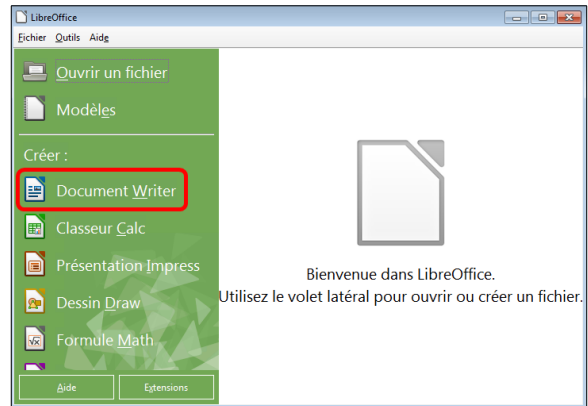 LibreOffice
Fichier Outils Aide
Ouvrir un fichier
Modèles
Créer :
Document Writer
Classeur Calc
Présentation Impress
Dessin Draw
Formule Math
Aide Extensions
Bienvenue dans LibreOffice.
Utilisez le volet latéral pour ouvrir ou créer un fichier.